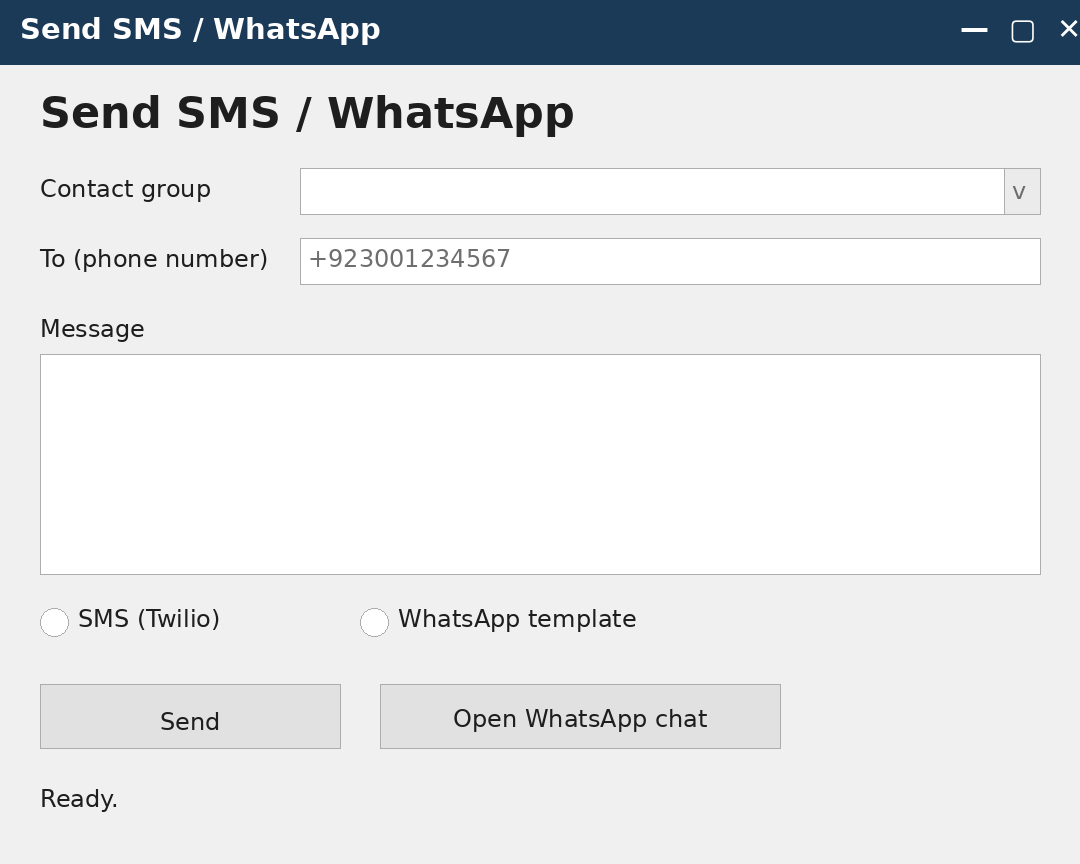 Send SMS / WhatsApp
Send SMS / WhatsApp
Contact group
v
To (phone number)
+923001234567
Message
SMS (Twilio)
WhatsApp template
Send
Open WhatsApp chat
Ready.